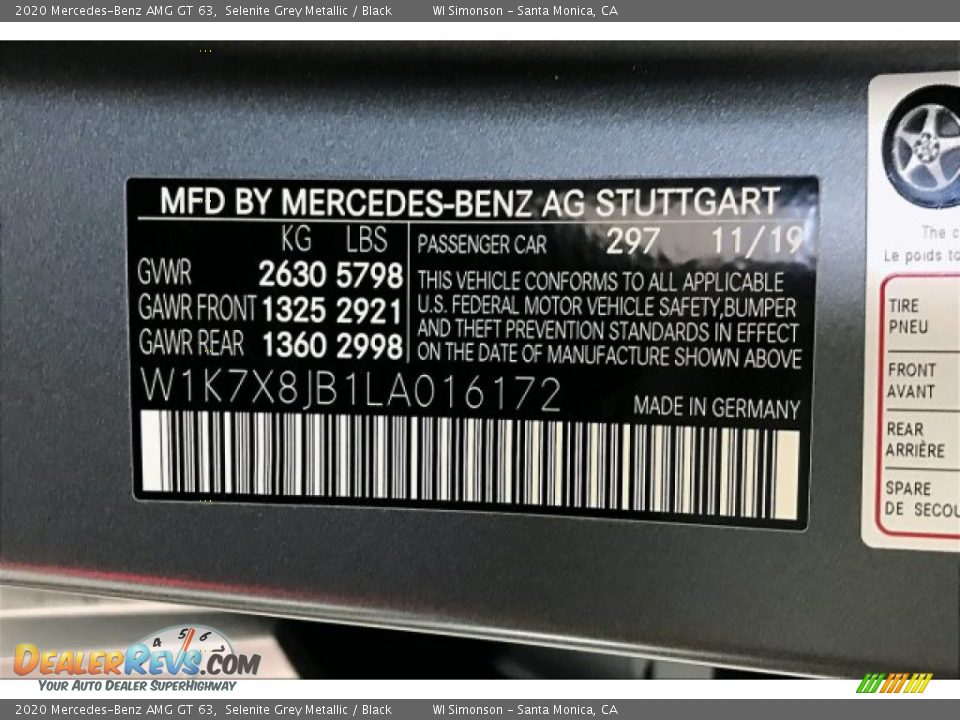 2020 Mercedes-Benz AMG GT 63, Selenite Grey Metallic / Black WI Simonson - Santa Monica, CA
MFD BY MERCEDES-BENZ AG STUTTGART
KG LBS
GVWR 2630 5798
GAWR FRONT 1325 2921
GAWR REAR 1360 2998
PASSENGER CAR 297 11/19
THIS VEHICLE CONFORMS TO ALL APPLICABLE
U.S. FEDERAL MOTOR VEHICLE SAFETY,BUMPER
AND THEFT PREVENTION STANDARDS IN EFFECT
ON THE DATE OF MANUFACTURE SHOWN ABOVE
W1K7X8JB1LA016172
MADE IN GERMANY
The c
Le poids to
TIRE
PNEU
FRONT
AVANT
REAR
ARRIÈRE
SPARE
DE SECOU
4 5 6
DEALERREVS.COM
YOUR AUTO DEALER SUPERHIGHWAY
2020 Mercedes-Benz AMG GT 63, Selenite Grey Metallic / Black WI Simonson - Santa Monica, CA